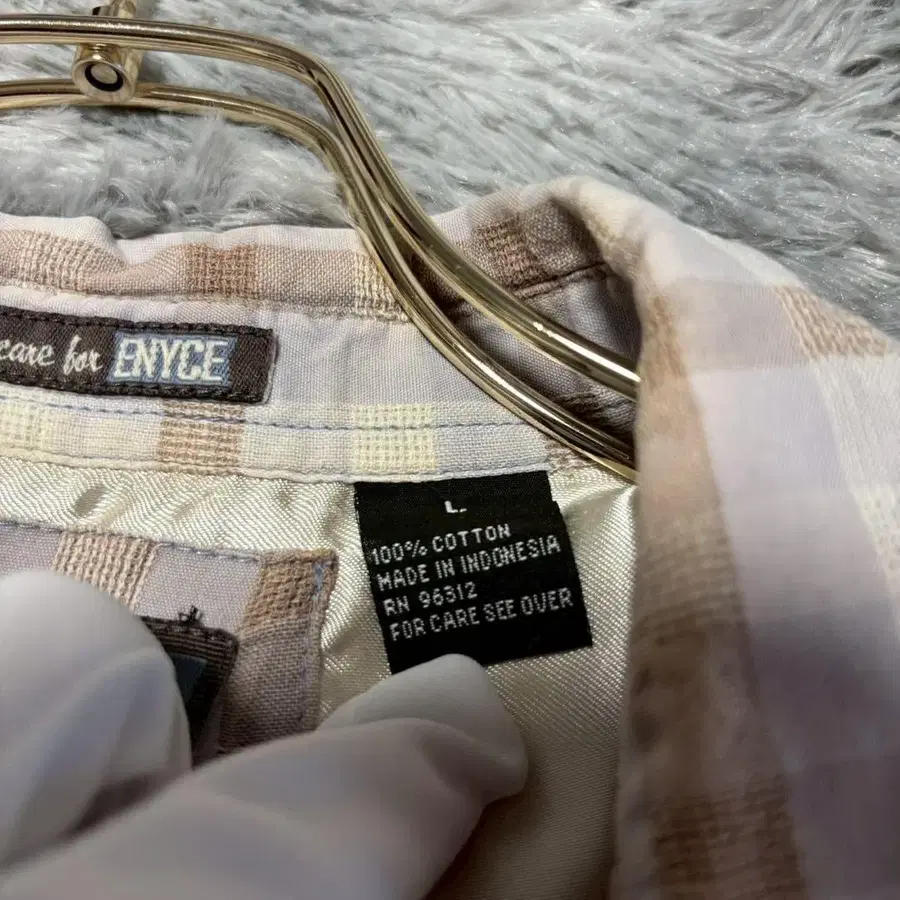 care for ENYCE
L.
100% COTTON
MADE IN INDONESIA
RN 96312
FOR CARE SEE OVER